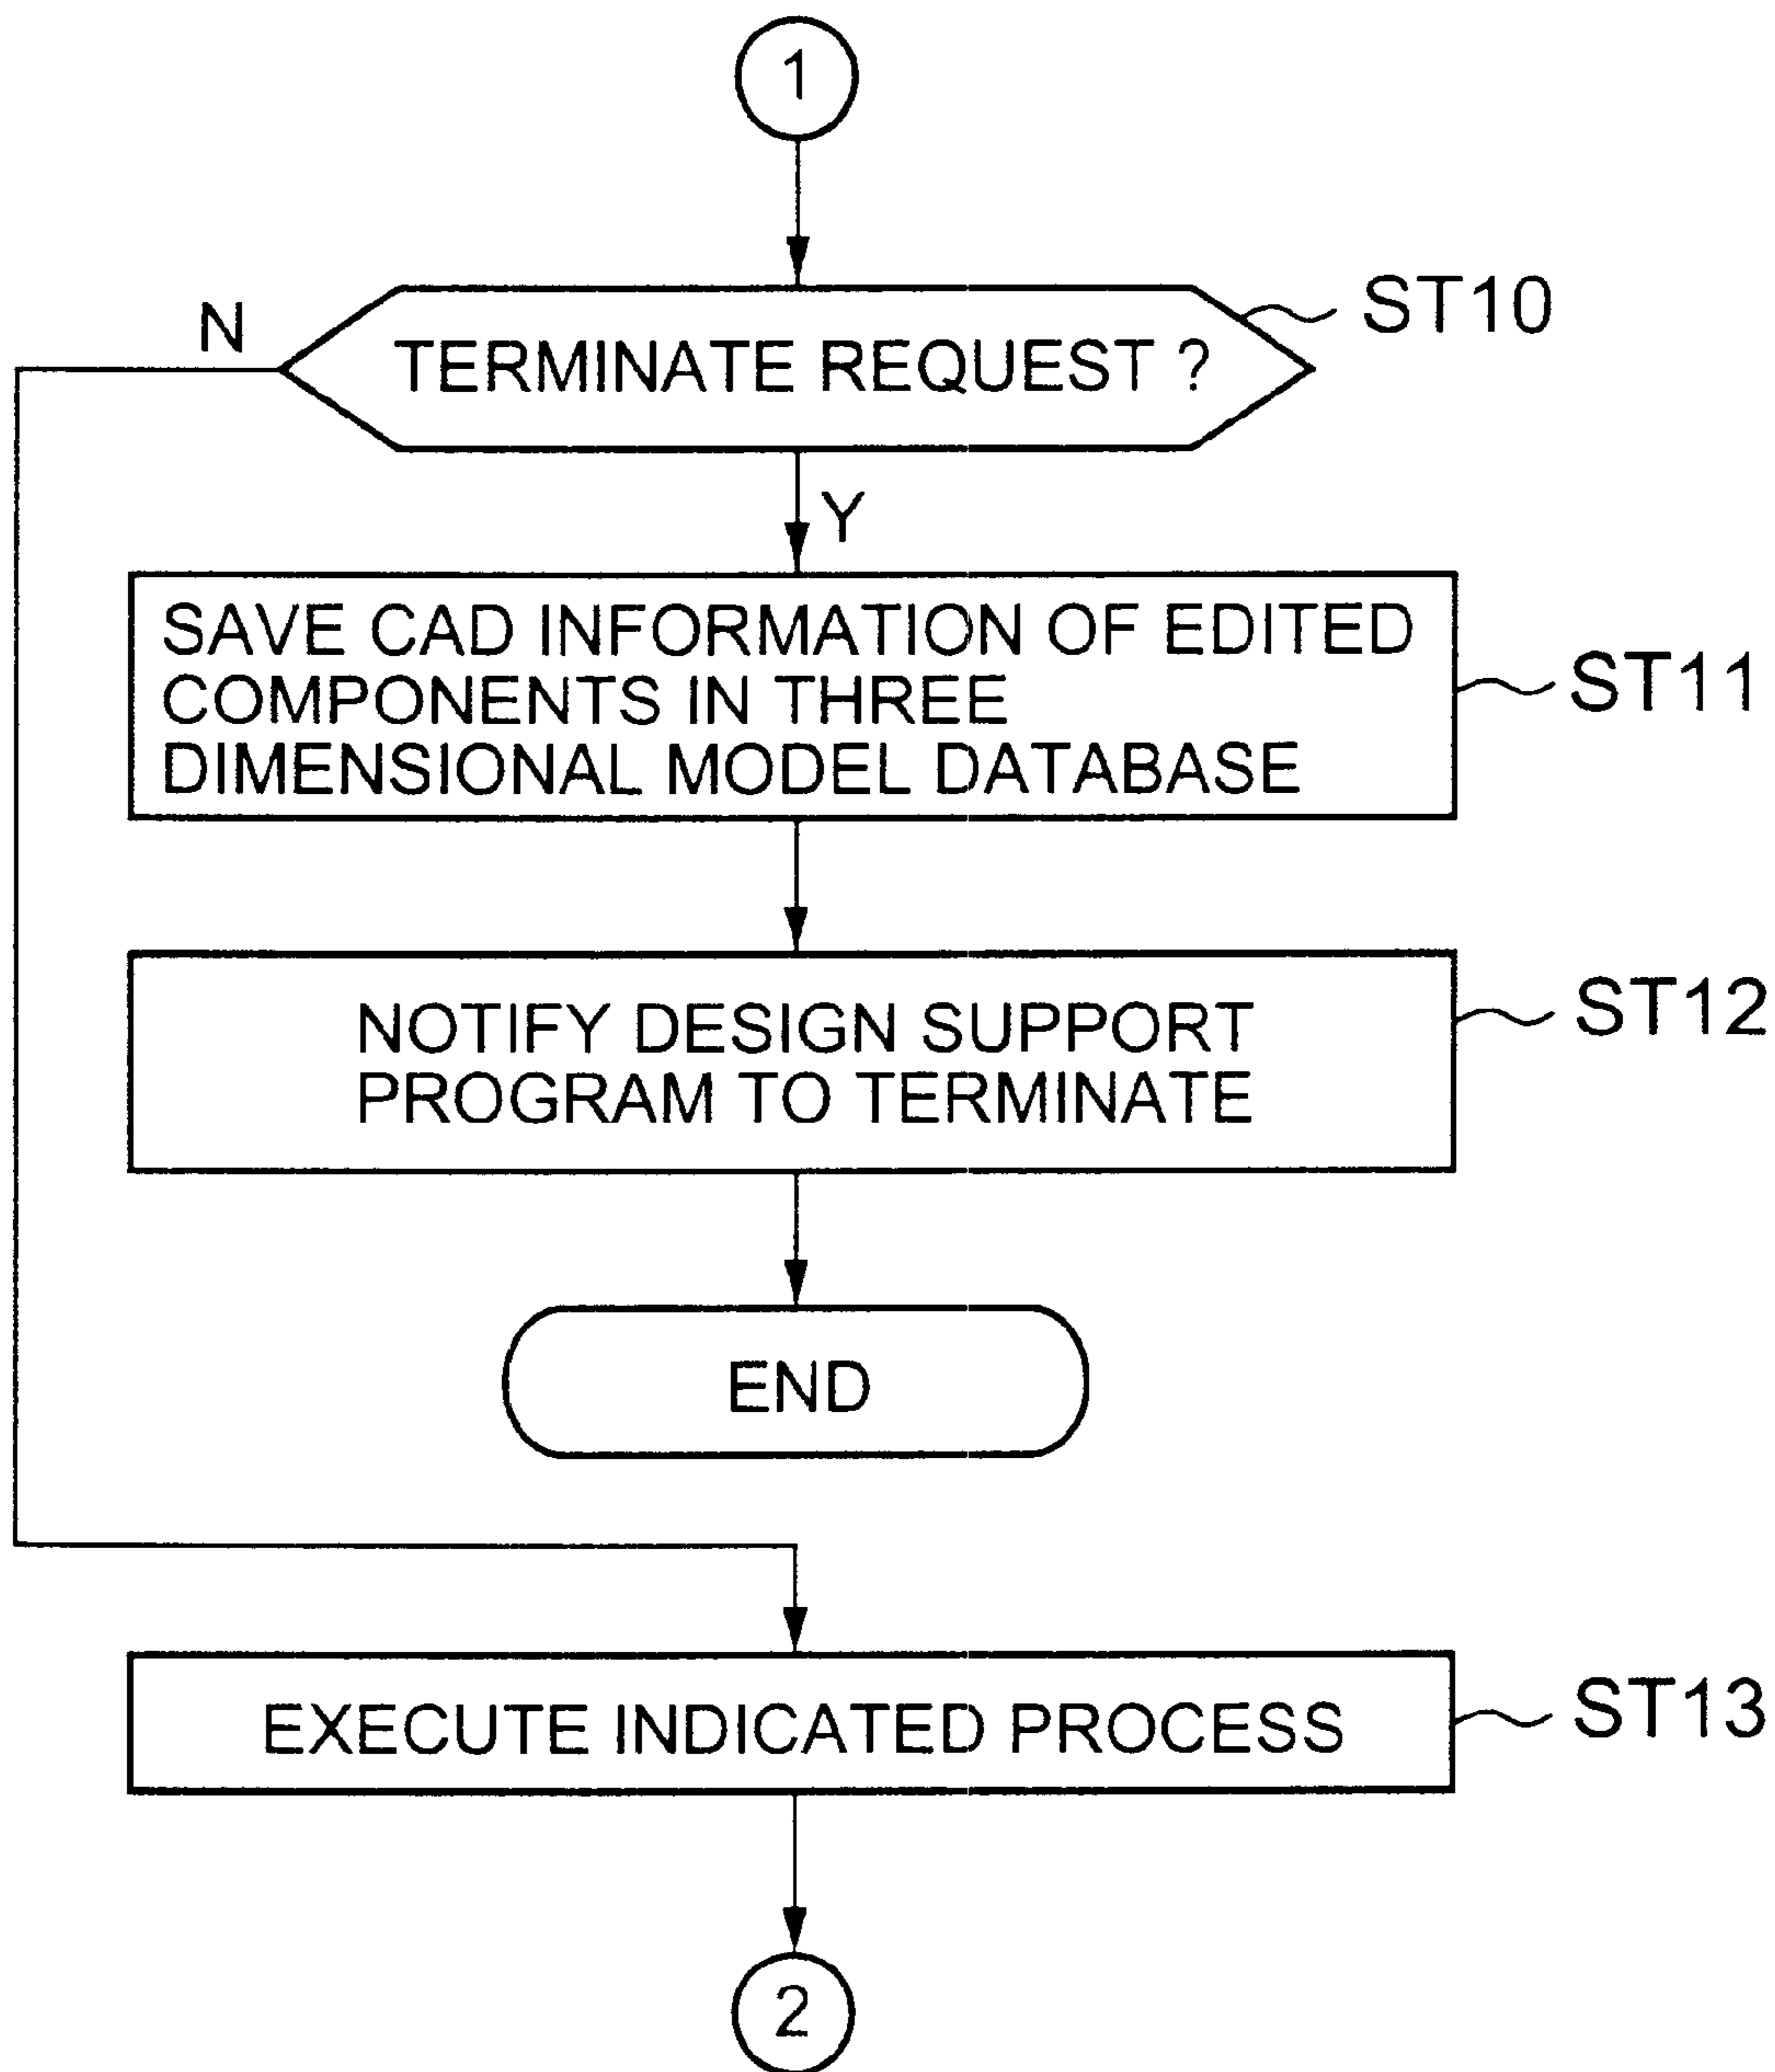 1
TERMINATE REQUEST ?
ST10
N
Y
SAVE CAD INFORMATION OF EDITED
COMPONENTS IN THREE
DIMENSIONAL MODEL DATABASE
ST11
NOTIFY DESIGN SUPPORT
PROGRAM TO TERMINATE
ST12
END
EXECUTE INDICATED PROCESS
ST13
2